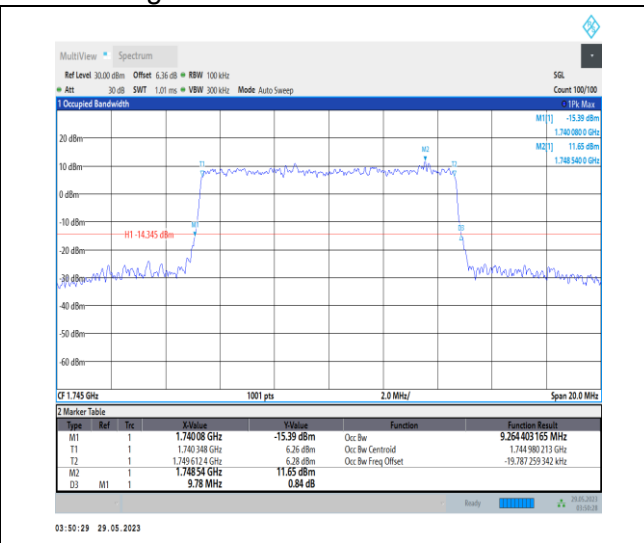 MultiView Spectrum
Ref Level 30.00 dBm Offset 6.36 dB RBW 100 kHz SGL
Att 30 dB SWT 1.01 ms VBW 300 kHz Mode Auto Sweep Count 100/100
1 Occupied Bandwidth 1Pk Max
M1[1] -15.39 dBm
1.740 080 0 GHz
20 dBm M2 M2[1] 11.65 dBm
1.748 540 0 GHz
10 dBm T1 T2
0 dBm
-10 dBm M1 D3
H1 -14.345 dBm
-20 dBm
-30 dBm
-40 dBm
-50 dBm
-60 dBm
CF 1.745 GHz 1001 pts 2.0 MHz/ Span 20.0 MHz
2 Marker Table
Type Ref Trc X-Value Y-Value Function Function Result
M1 1 1.740 08 GHz -15.39 dBm Occ Bw 9.264 403 165 MHz
T1 1 1.740 348 GHz 6.26 dBm Occ Bw Centroid 1.744 980 213 GHz
T2 1 1.749 612 4 GHz 6.28 dBm Occ Bw Freq Offset -19.787 259 342 kHz
M2 1 1.748 54 GHz 11.65 dBm
D3 M1 1 9.78 MHz 0.84 dB
Ready 29.05.2023
03:50:28
03:50:29 29.05.2023